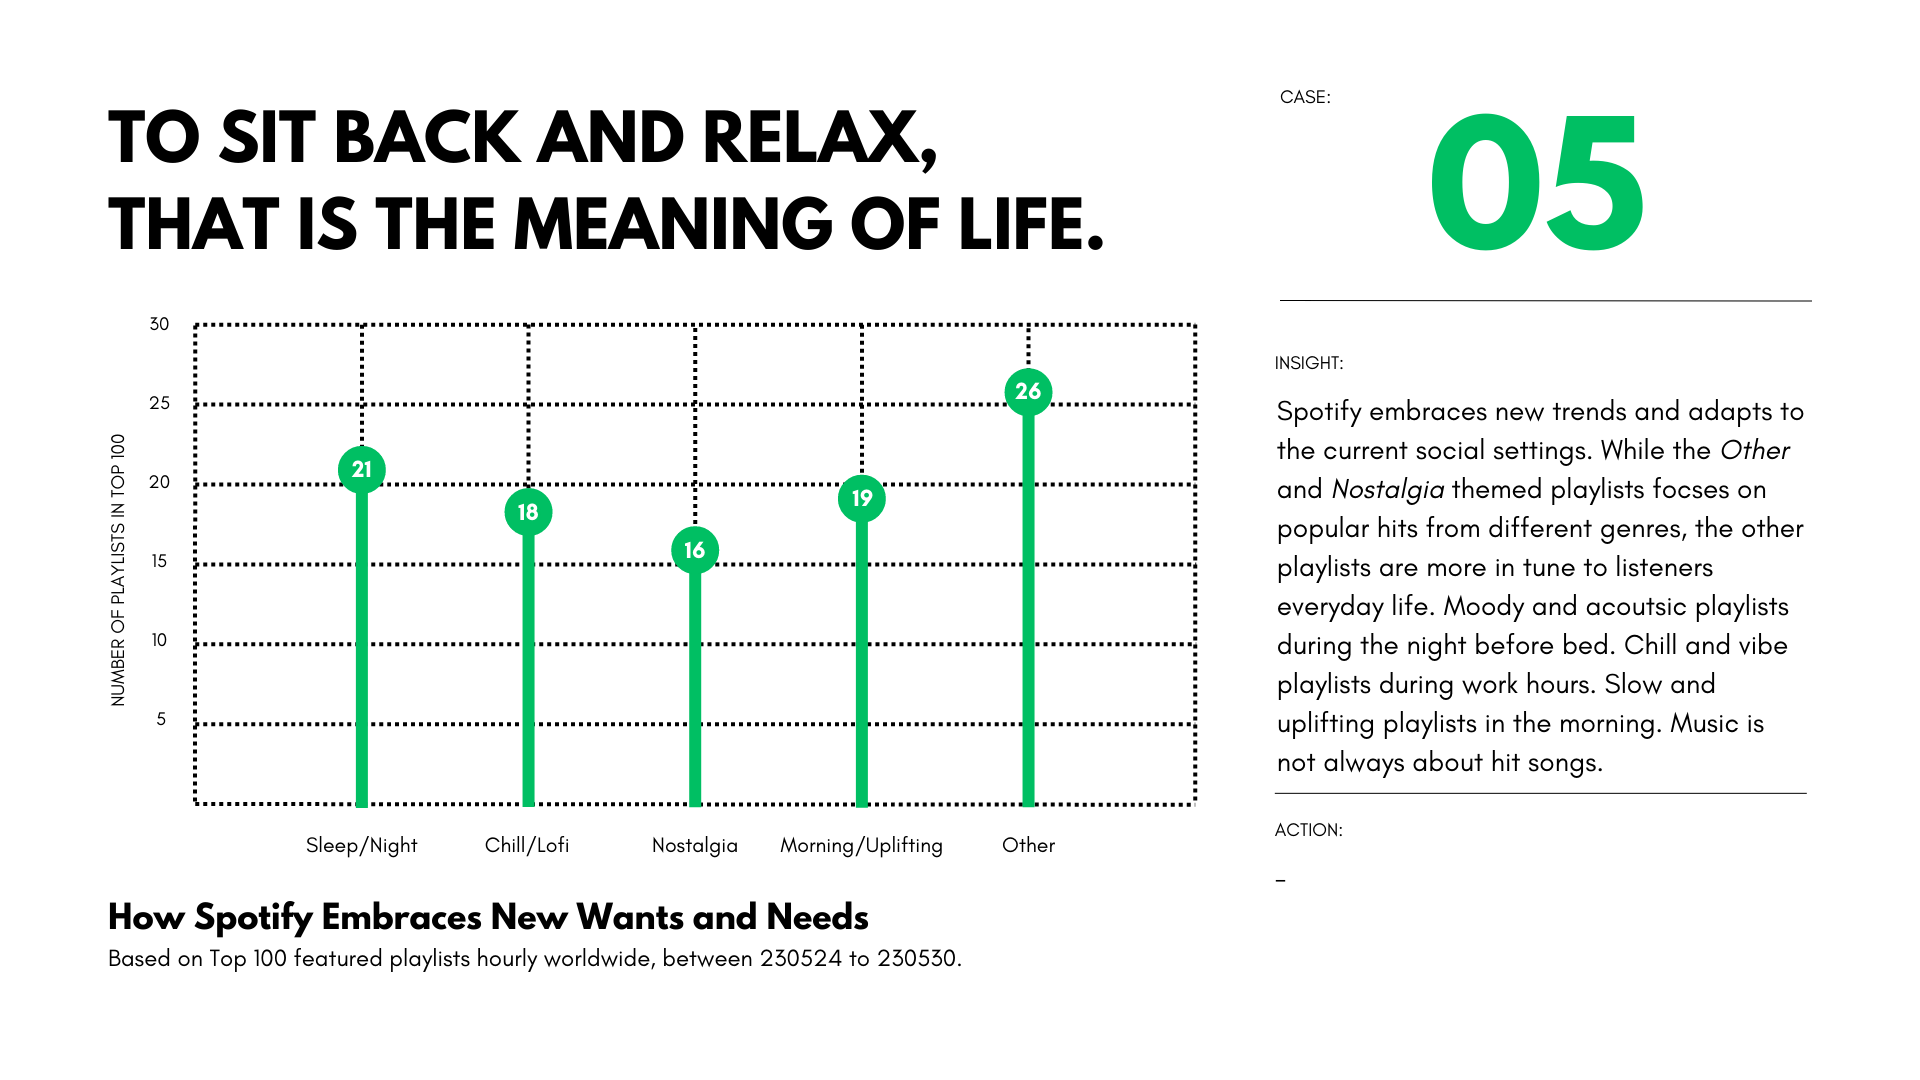 TO SIT BACK AND RELAX,
THAT IS THE MEANING OF LIFE.
CASE:
05
NUMBER OF PLAYLISTS IN TOP 100
30
25
20
15
10
5
21
18
16
19
26
Sleep/Night
Chill/Lofi
Nostalgia
Morning/Uplifting
Other
How Spotify Embraces New Wants and Needs
Based on Top 100 featured playlists hourly worldwide, between 230524 to 230530.
INSIGHT:
Spotify embraces new trends and adapts to
the current social settings. While the Other
and Nostalgia themed playlists focses on
popular hits from different genres, the other
playlists are more in tune to listeners
everyday life. Moody and acoutsic playlists
during the night before bed. Chill and vibe
playlists during work hours. Slow and
uplifting playlists in the morning. Music is
not always about hit songs.
ACTION:
–